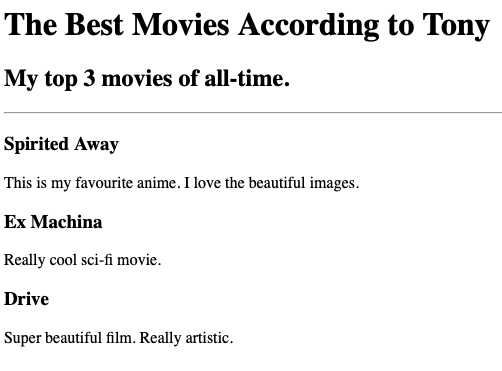 The Best Movies According to Tony
My top 3 movies of all-time.
Spirited Away
This is my favourite anime. I love the beautiful images.
Ex Machina
Really cool sci-fi movie.
Drive
Super beautiful film. Really artistic.